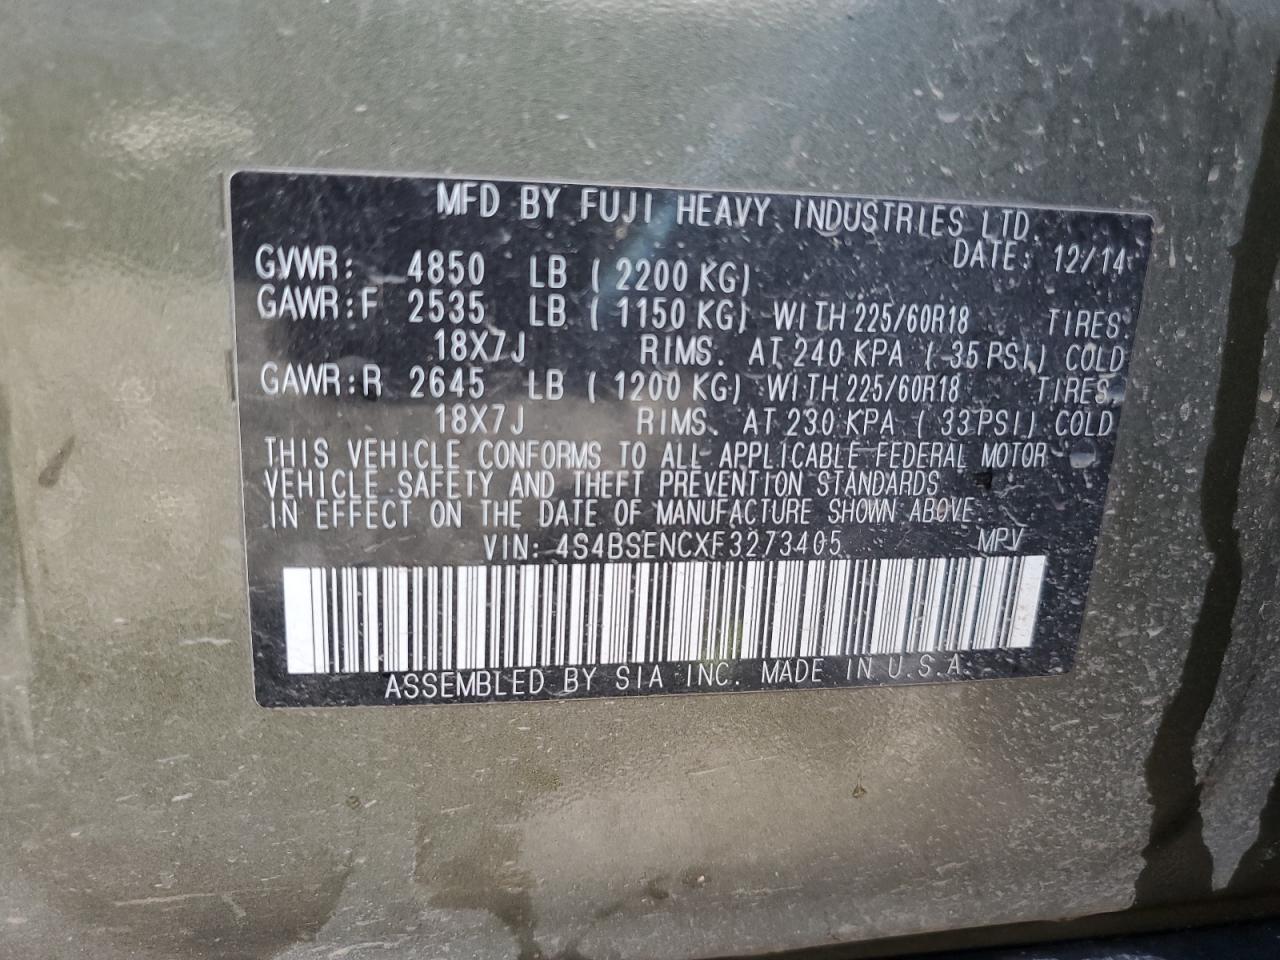 MFD BY FUJI HEAVY INDUSTRIES LTD.
DATE: 12/14
GVWR: 4850 LB ( 2200 KG)
GAWR:F 2535 LB ( 1150 KG) WITH 225/60R18 TIRES,
18X7J RIMS. AT 240 KPA ( 35 PSI) COLD
GAWR:R 2645 LB ( 1200 KG) WITH 225/60R18 TIRES,
18X7J RIMS. AT 230 KPA ( 33 PSI) COLD
THIS VEHICLE CONFORMS TO ALL APPLICABLE FEDERAL MOTOR
VEHICLE SAFETY AND THEFT PREVENTION STANDARDS
IN EFFECT ON THE DATE OF MANUFACTURE SHOWN ABOVE.
VIN: 4S4BSENCXF3273405 MPV
ASSEMBLED BY SIA INC. MADE IN U.S.A.